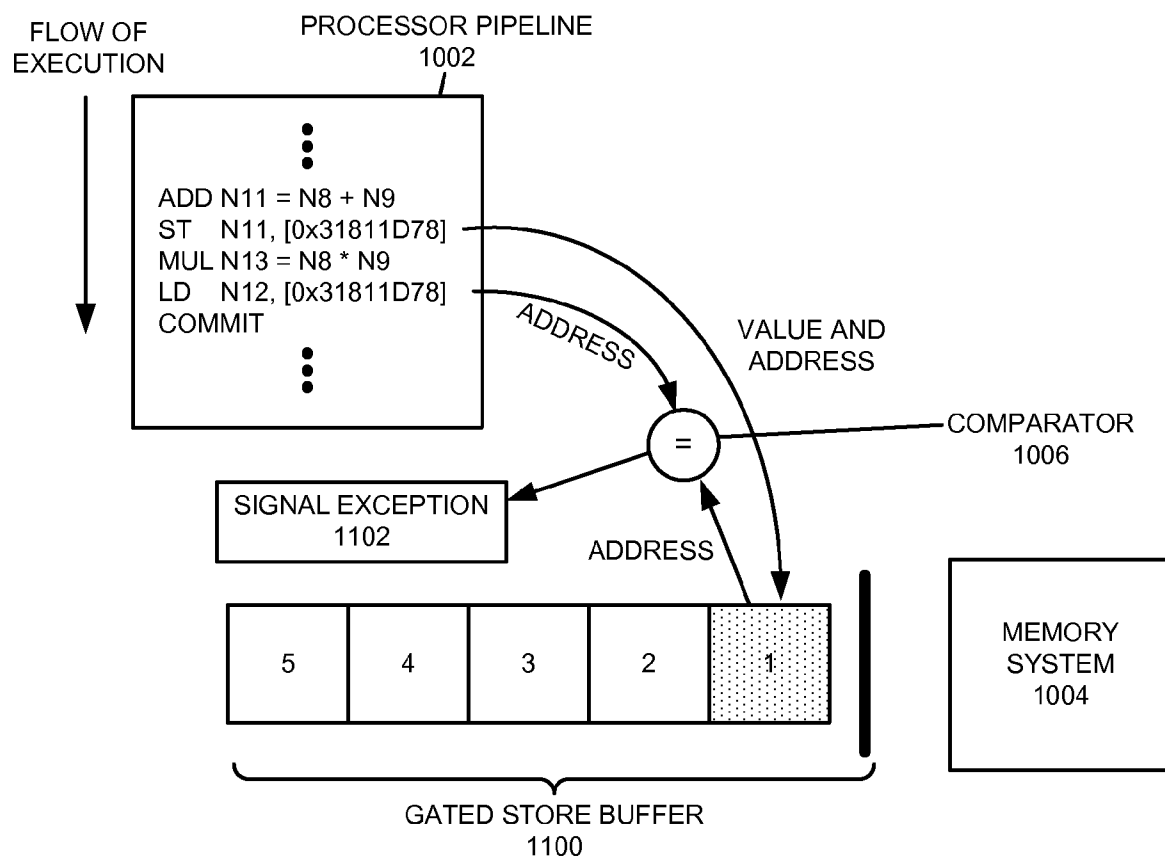 FLOW OF
EXECUTION
PROCESSOR PIPELINE
1002
ADD N11 = N8 + N9
ST N11, [0x31811D78]
MUL N13 = N8 * N9
LD N12, [0x31811D78]
COMMIT
ADDRESS
VALUE AND
ADDRESS
=
COMPARATOR
1006
SIGNAL EXCEPTION
1102
ADDRESS
5 4 3 2 1
MEMORY
SYSTEM
1004
GATED STORE BUFFER
1100